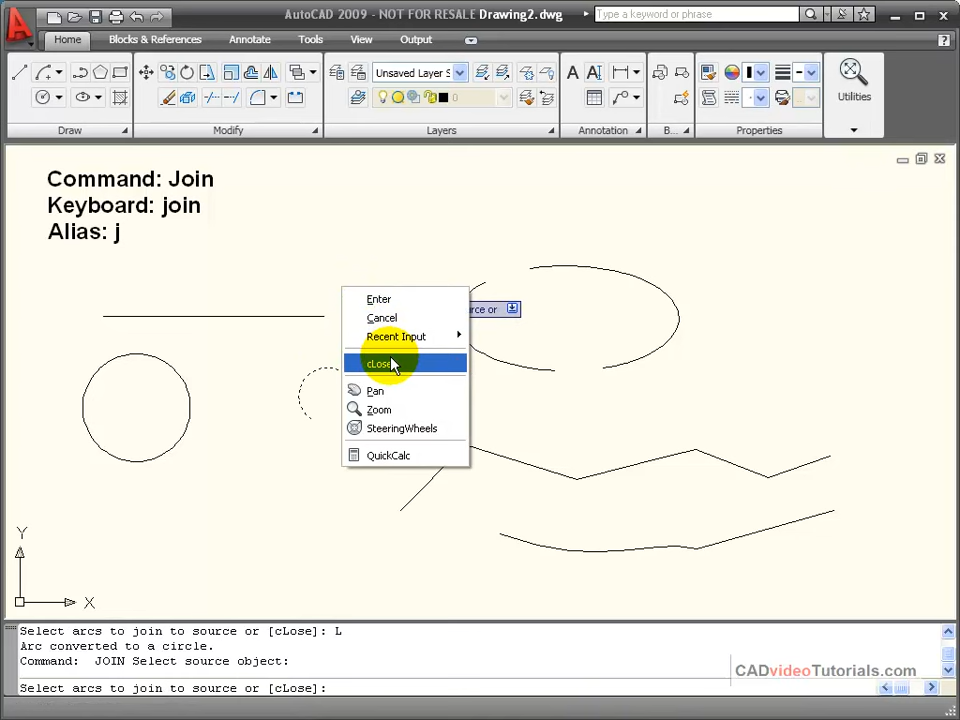 AutoCAD 2009 - NOT FOR RESALE Drawing2.dwg
Type a keyword or phrase
Home Blocks & References Annotate Tools View Output
Unsaved Layer S
0
Utilities
Draw Modify Layers Annotation B... Properties
Command: Join
Keyboard: join
Alias: j
Enter
Cancel
Recent Input
cLose
Pan
Zoom
SteeringWheels
QuickCalc
or
Y
X
Select arcs to join to source or [cLose]: L
Arc converted to a circle.
Command: JOIN Select source object:
Select arcs to join to source or [cLose]:
CADvideoTutorials.com